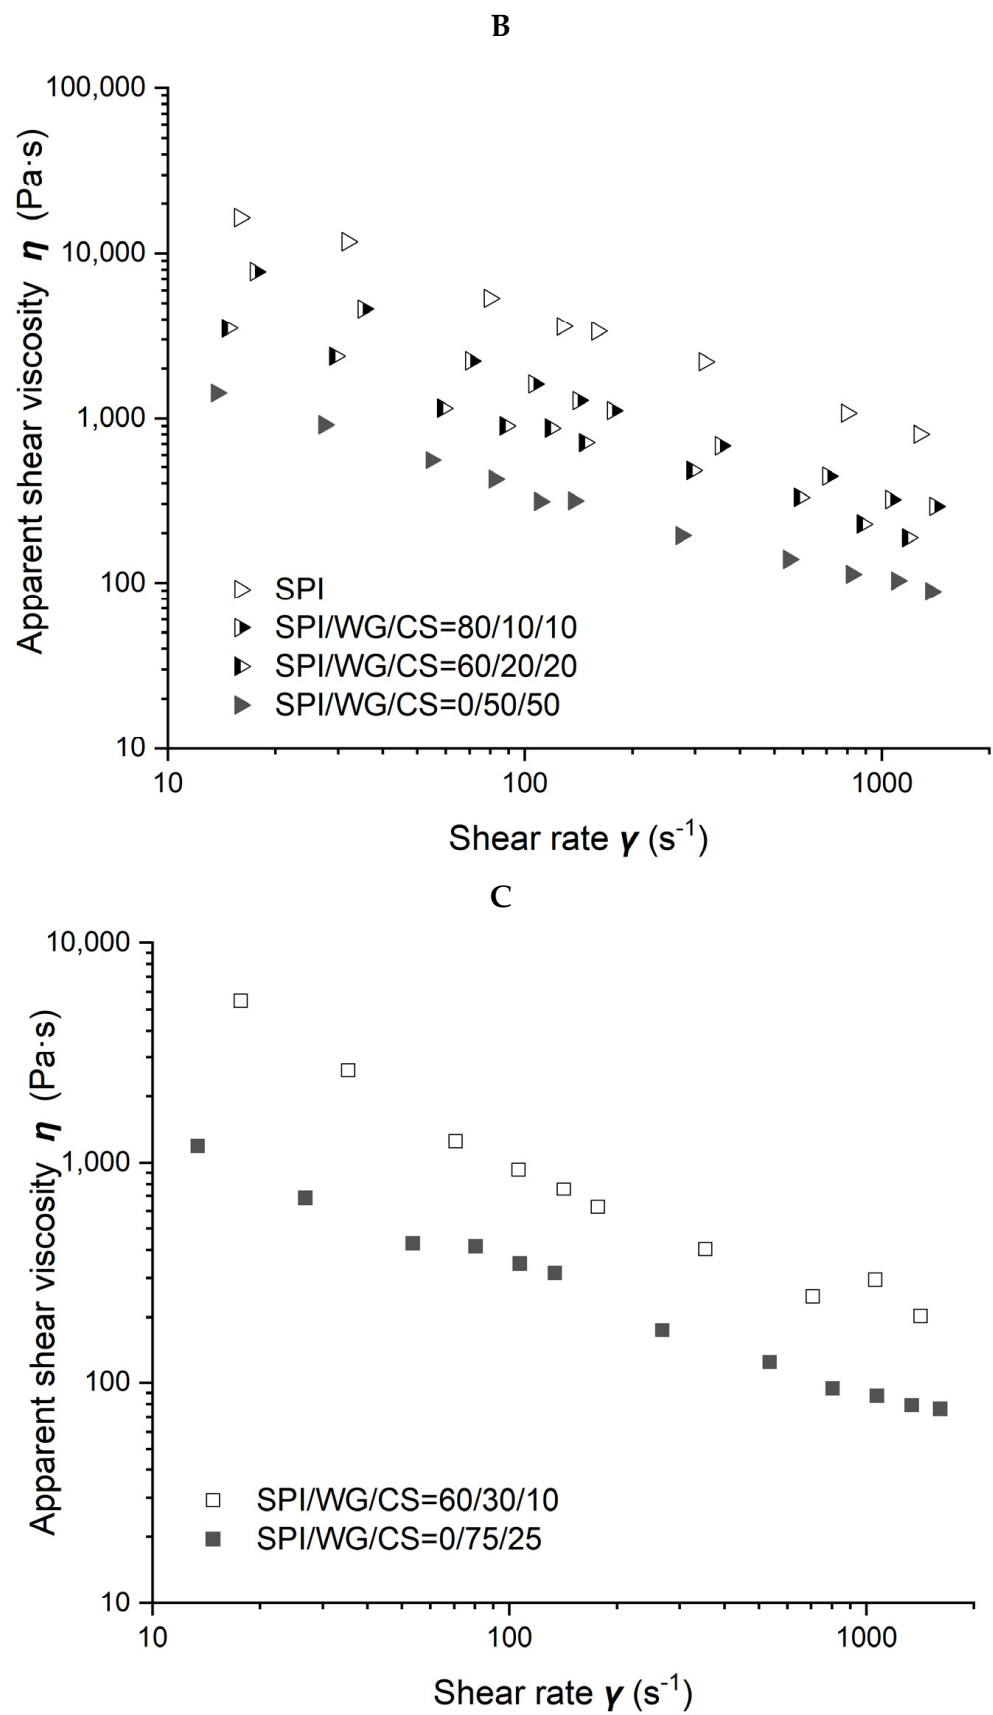 B
100,000
10,000
1,000
100
10
Apparent shear viscosity η (Pa·s)
SPI
SPI/WG/CS=80/10/10
SPI/WG/CS=60/20/20
SPI/WG/CS=0/50/50
10 100 1000
Shear rate γ (s⁻¹)
C
10,000
1,000
100
10
Apparent shear viscosity η (Pa·s)
SPI/WG/CS=60/30/10
SPI/WG/CS=0/75/25
10 100 1000
Shear rate γ (s⁻¹)